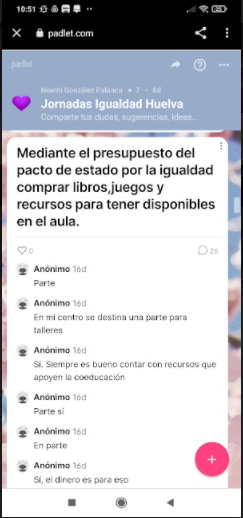 10:51
padlet.com
padlet
Noemí González Palanco + 7 · 6d
Jornadas Igualdad Huelva
Comparte tus dudas, sugerencias, ideas...
Mediante el presupuesto del
pacto de estado por la igualdad
comprar libros,juegos y
recursos para tener disponibles
en el aula.
0 26
Anónimo 16d
Parte
Anónimo 16d
En mi centro se destina una parte para
talleres
Anónimo 16d
Si. Siempre es bueno contar con recursos que
apoyen la coeducación
Anónimo 16d
Parte sí
Anónimo 16d
En parte
Anónimo 16d
Sí, el dinero es para eso